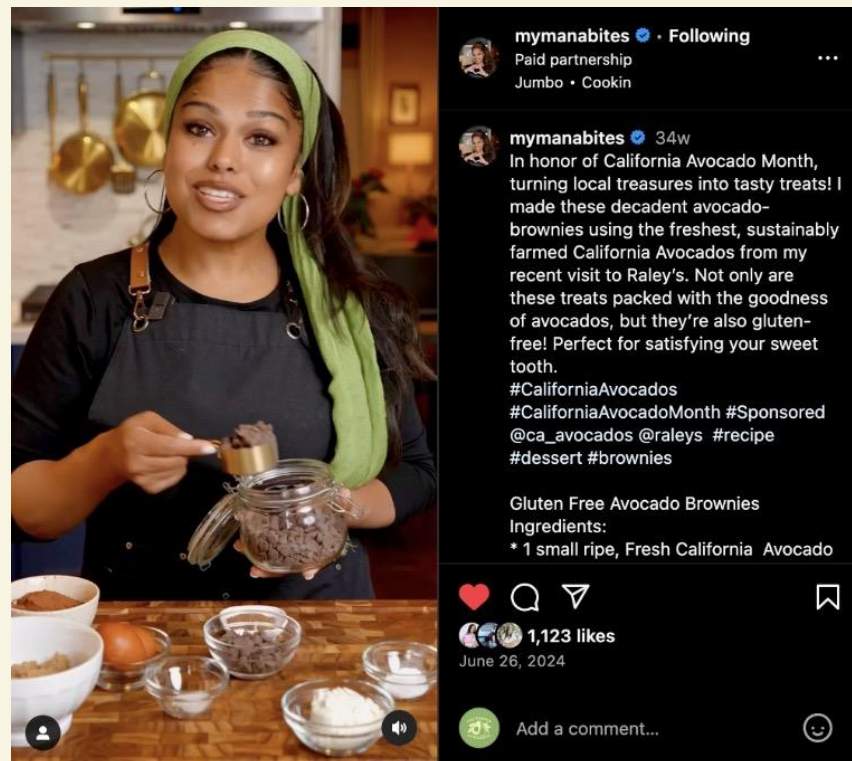 mymanabites • Following
Paid partnership
Jumbo • Cookin
mymanabites 34w
In honor of California Avocado Month,
turning local treasures into tasty treats! I
made these decadent avocado-
brownies using the freshest, sustainably
farmed California Avocados from my
recent visit to Raley’s. Not only are
these treats packed with the goodness
of avocados, but they’re also gluten-
free! Perfect for satisfying your sweet
tooth.
#CaliforniaAvocados
#CaliforniaAvocadoMonth #Sponsored
@ca_avocados @raleys #recipe
#dessert #brownies
Gluten Free Avocado Brownies
Ingredients:
* 1 small ripe, Fresh California Avocado
1,123 likes
June 26, 2024
Add a comment...